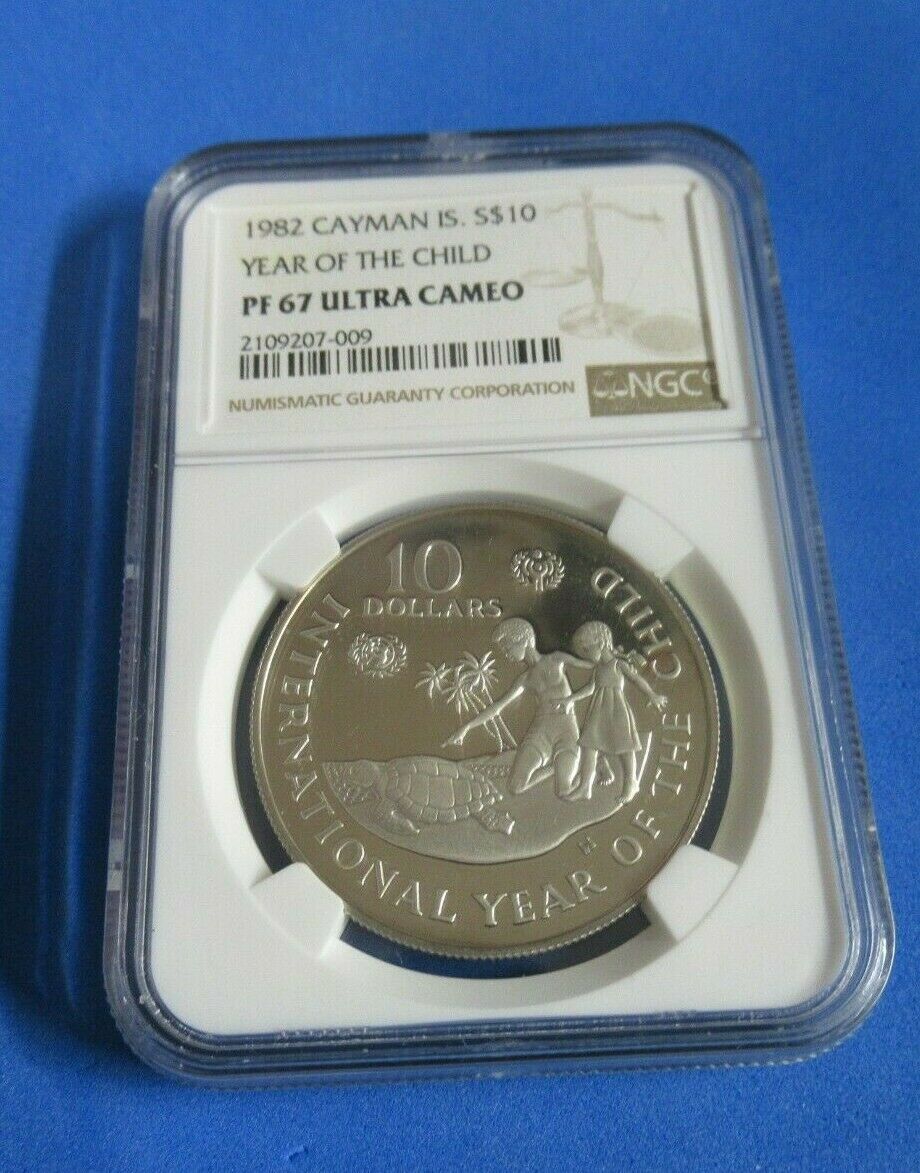 1982 CAYMAN IS. S$10
YEAR OF THE CHILD
PF 67 ULTRA CAMEO
2109207-009
NUMISMATIC GUARANTY CORPORATION
NGC
10
DOLLARS
INTERNATIONAL YEAR OF THE CHILD